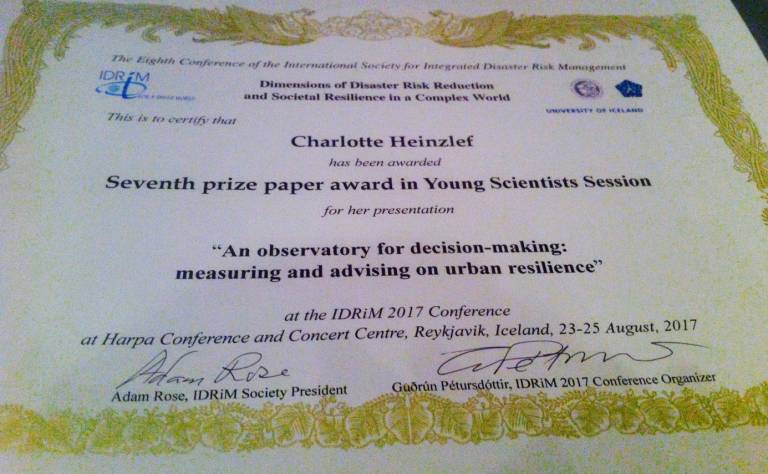 The Eighth Conference of the International Society for Integrated Disaster Risk Management
IDRiM
Dimensions of Disaster Risk Reduction
and Societal Resilience in a Complex World
UNIVERSITY OF ICELAND
This is to certify that
Charlotte Heinzlef
has been awarded
Seventh prize paper award in Young Scientists Session
for her presentation
“An observatory for decision-making:
measuring and advising on urban resilience”
at the IDRiM 2017 Conference
at Harpa Conference and Concert Centre, Reykjavik, Iceland, 23-25 August, 2017
Adam Rose
Adam Rose, IDRiM Society President
Guðrún Pétursdóttir, IDRiM 2017 Conference Organizer